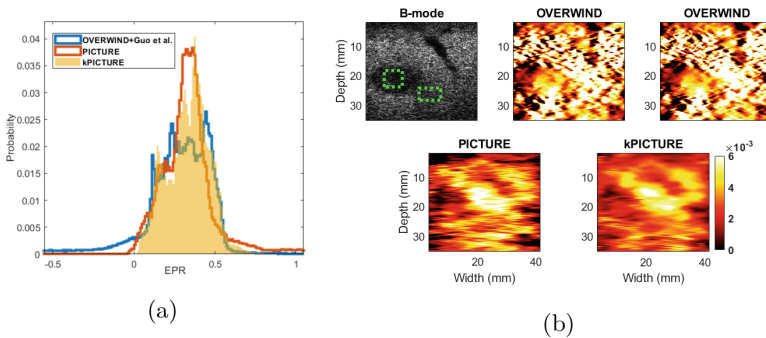 0.04
0.035
0.03
0.025
0.02
0.015
0.01
0.005
0
Probability
-0.5 0 0.5 1
EPR
OVERWIND+Guo et al.
PICTURE
kPICTURE
(a)
B-mode OVERWIND OVERWIND
Depth (mm)
10
20
30
PICTURE kPICTURE
Depth (mm)
10
20
30
20 40 20 40
Width (mm) Width (mm)
×10⁻³
6
4
2
0
(b)